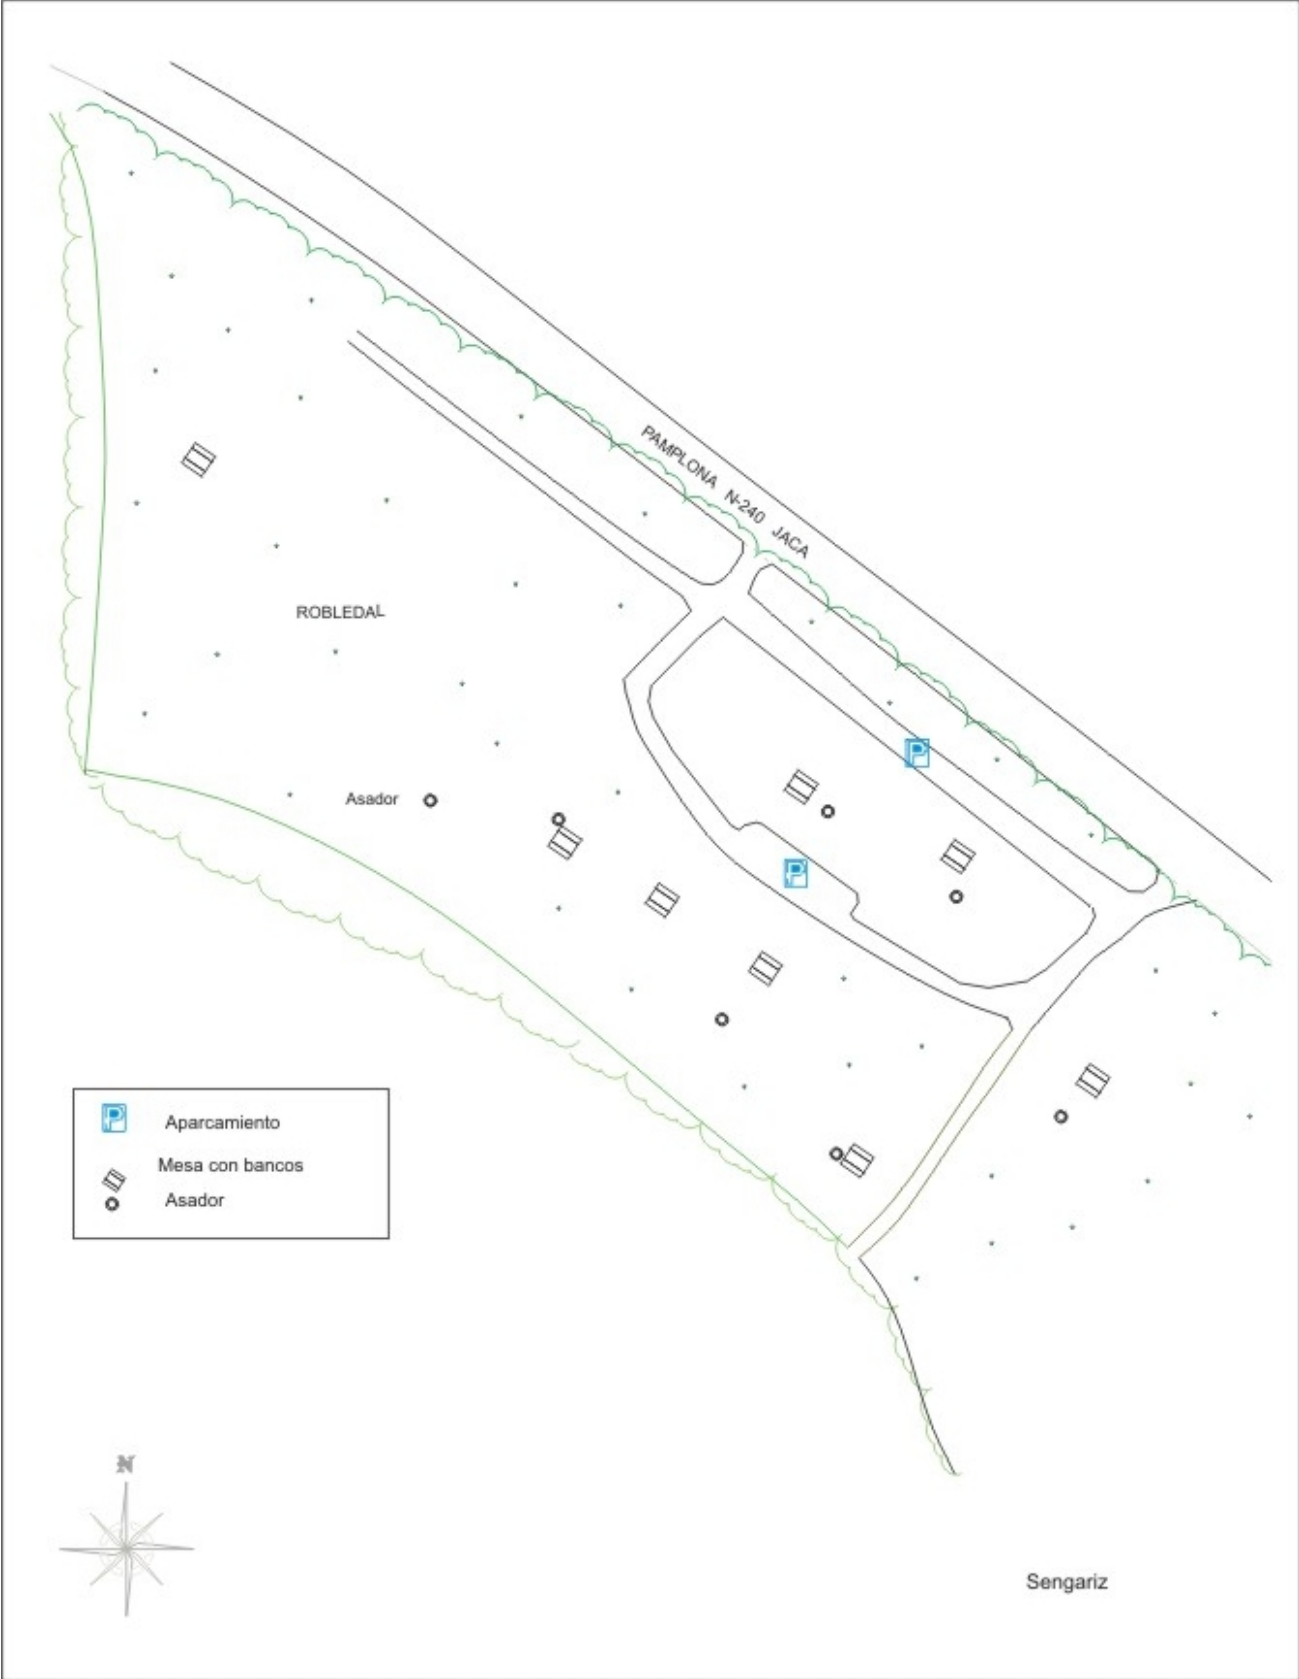 PAMPLONA N-240 JACA
ROBLEDAL
P
Asador
P
P Aparcamiento
Mesa con bancos
Asador
N
Sengariz